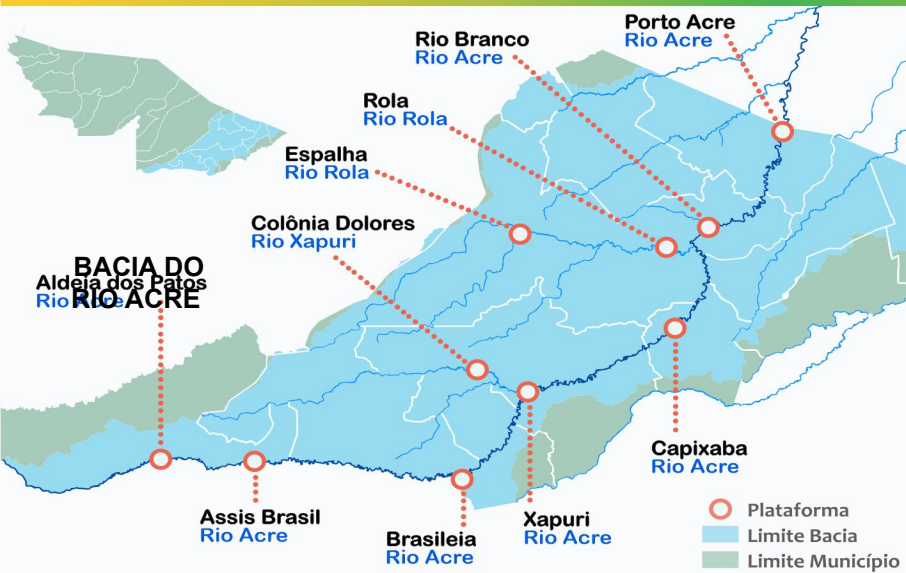 Porto Acre
Rio Acre
Rio Branco
Rio Acre
Rola
Rio Rola
Espalha
Rio Rola
Colônia Dolores
Rio Xapuri
BACIA DO
RIO ACRE
Aldeia dos Patos
Rio Acre
Capixaba
Rio Acre
Assis Brasil
Rio Acre
Brasileia
Rio Acre
Xapuri
Rio Acre
Plataforma
Limite Bacia
Limite Município